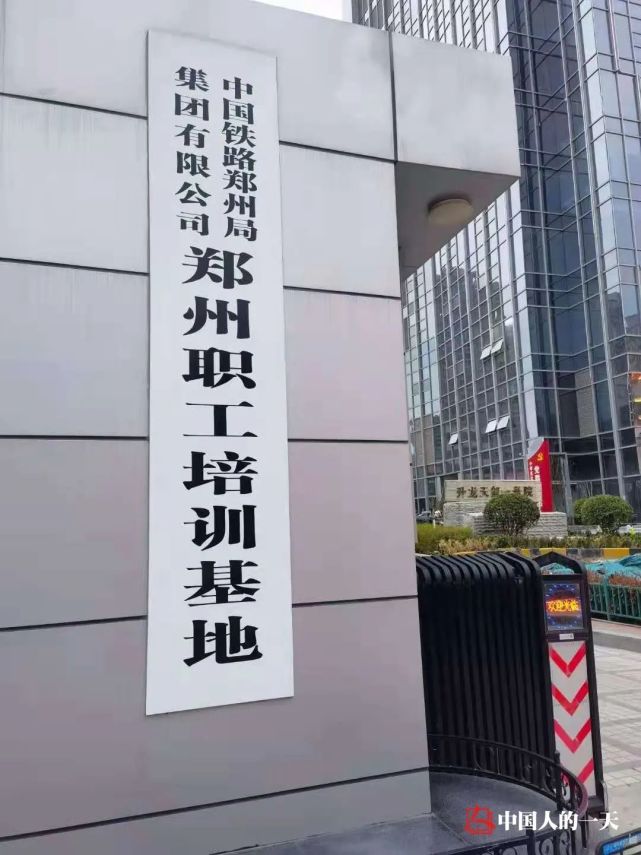 中国铁路郑州局
集团有限公司
郑州职工培训基地
欢迎光临
中国人的一天